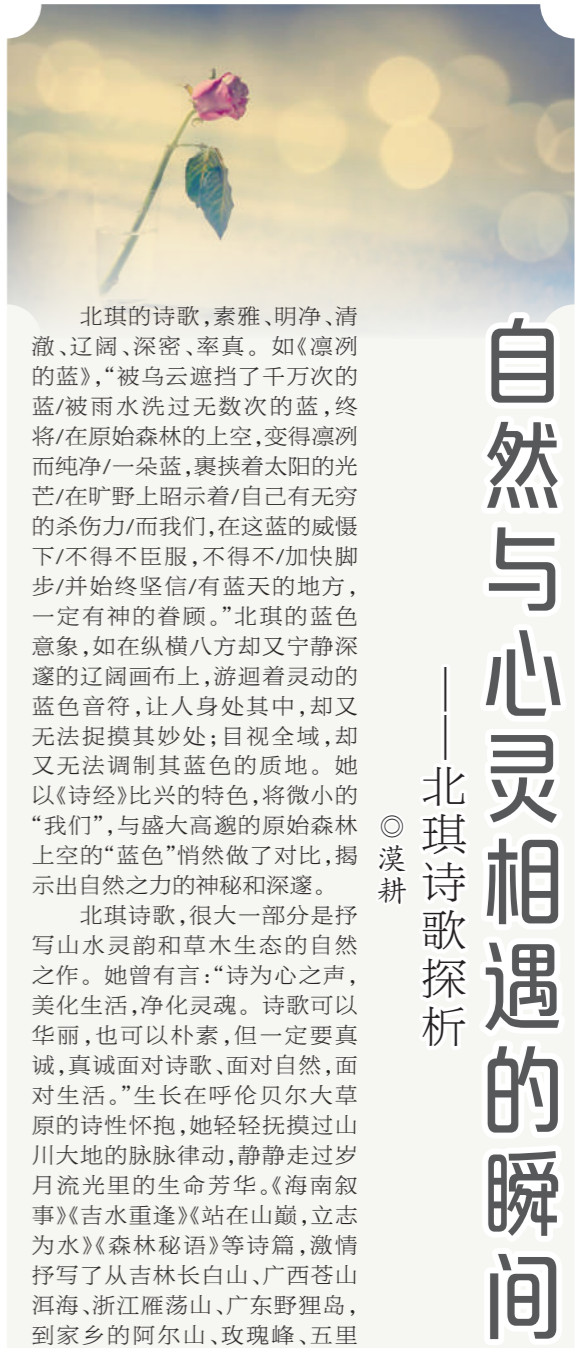 自然与心灵相遇的瞬间
——北琪诗歌探析
◎漠耕
北琪的诗歌，素雅、明净、清
澈、辽阔、深密、率真。如《凛冽
的蓝》，“被乌云遮挡了千万次的
蓝/被雨水洗过无数次的蓝，终
将/在原始森林的上空，变得凛冽
而纯净/一朵蓝，裹挟着太阳的光
芒/在旷野上昭示着/自己有无穷
的杀伤力/而我们，在这蓝的威慑
下/不得不臣服，不得不/加快脚
步/并始终坚信/有蓝天的地方，
一定有神的眷顾。”北琪的蓝色
意象，如在纵横八方却又宁静深
邃的辽阔画布上，游迴着灵动的
蓝色音符，让人身处其中，却又
无法捉摸其妙处；目视全域，却
又无法调制其蓝色的质地。她
以《诗经》比兴的特色，将微小的
“我们”，与盛大高邈的原始森林
上空的“蓝色”悄然做了对比，揭
示出自然之力的神秘和深邃。
北琪诗歌，很大一部分是抒
写山水灵韵和草木生态的自然
之作。她曾有言：“诗为心之声，
美化生活，净化灵魂。诗歌可以
华丽，也可以朴素，但一定要真
诚，真诚面对诗歌、面对自然，面
对生活。”生长在呼伦贝尔大草
原的诗性怀抱，她轻轻抚摸过山
川大地的脉脉律动，静静走过岁
月流光里的生命芳华。《海南叙
事》《吉水重逢》《站在山巅，立志
为水》《森林秘语》等诗篇，激情
抒写了从吉林长白山、广西苍山
洱海、浙江雁荡山、广东野狸岛，
到家乡的阿尔山、玫瑰峰、五里